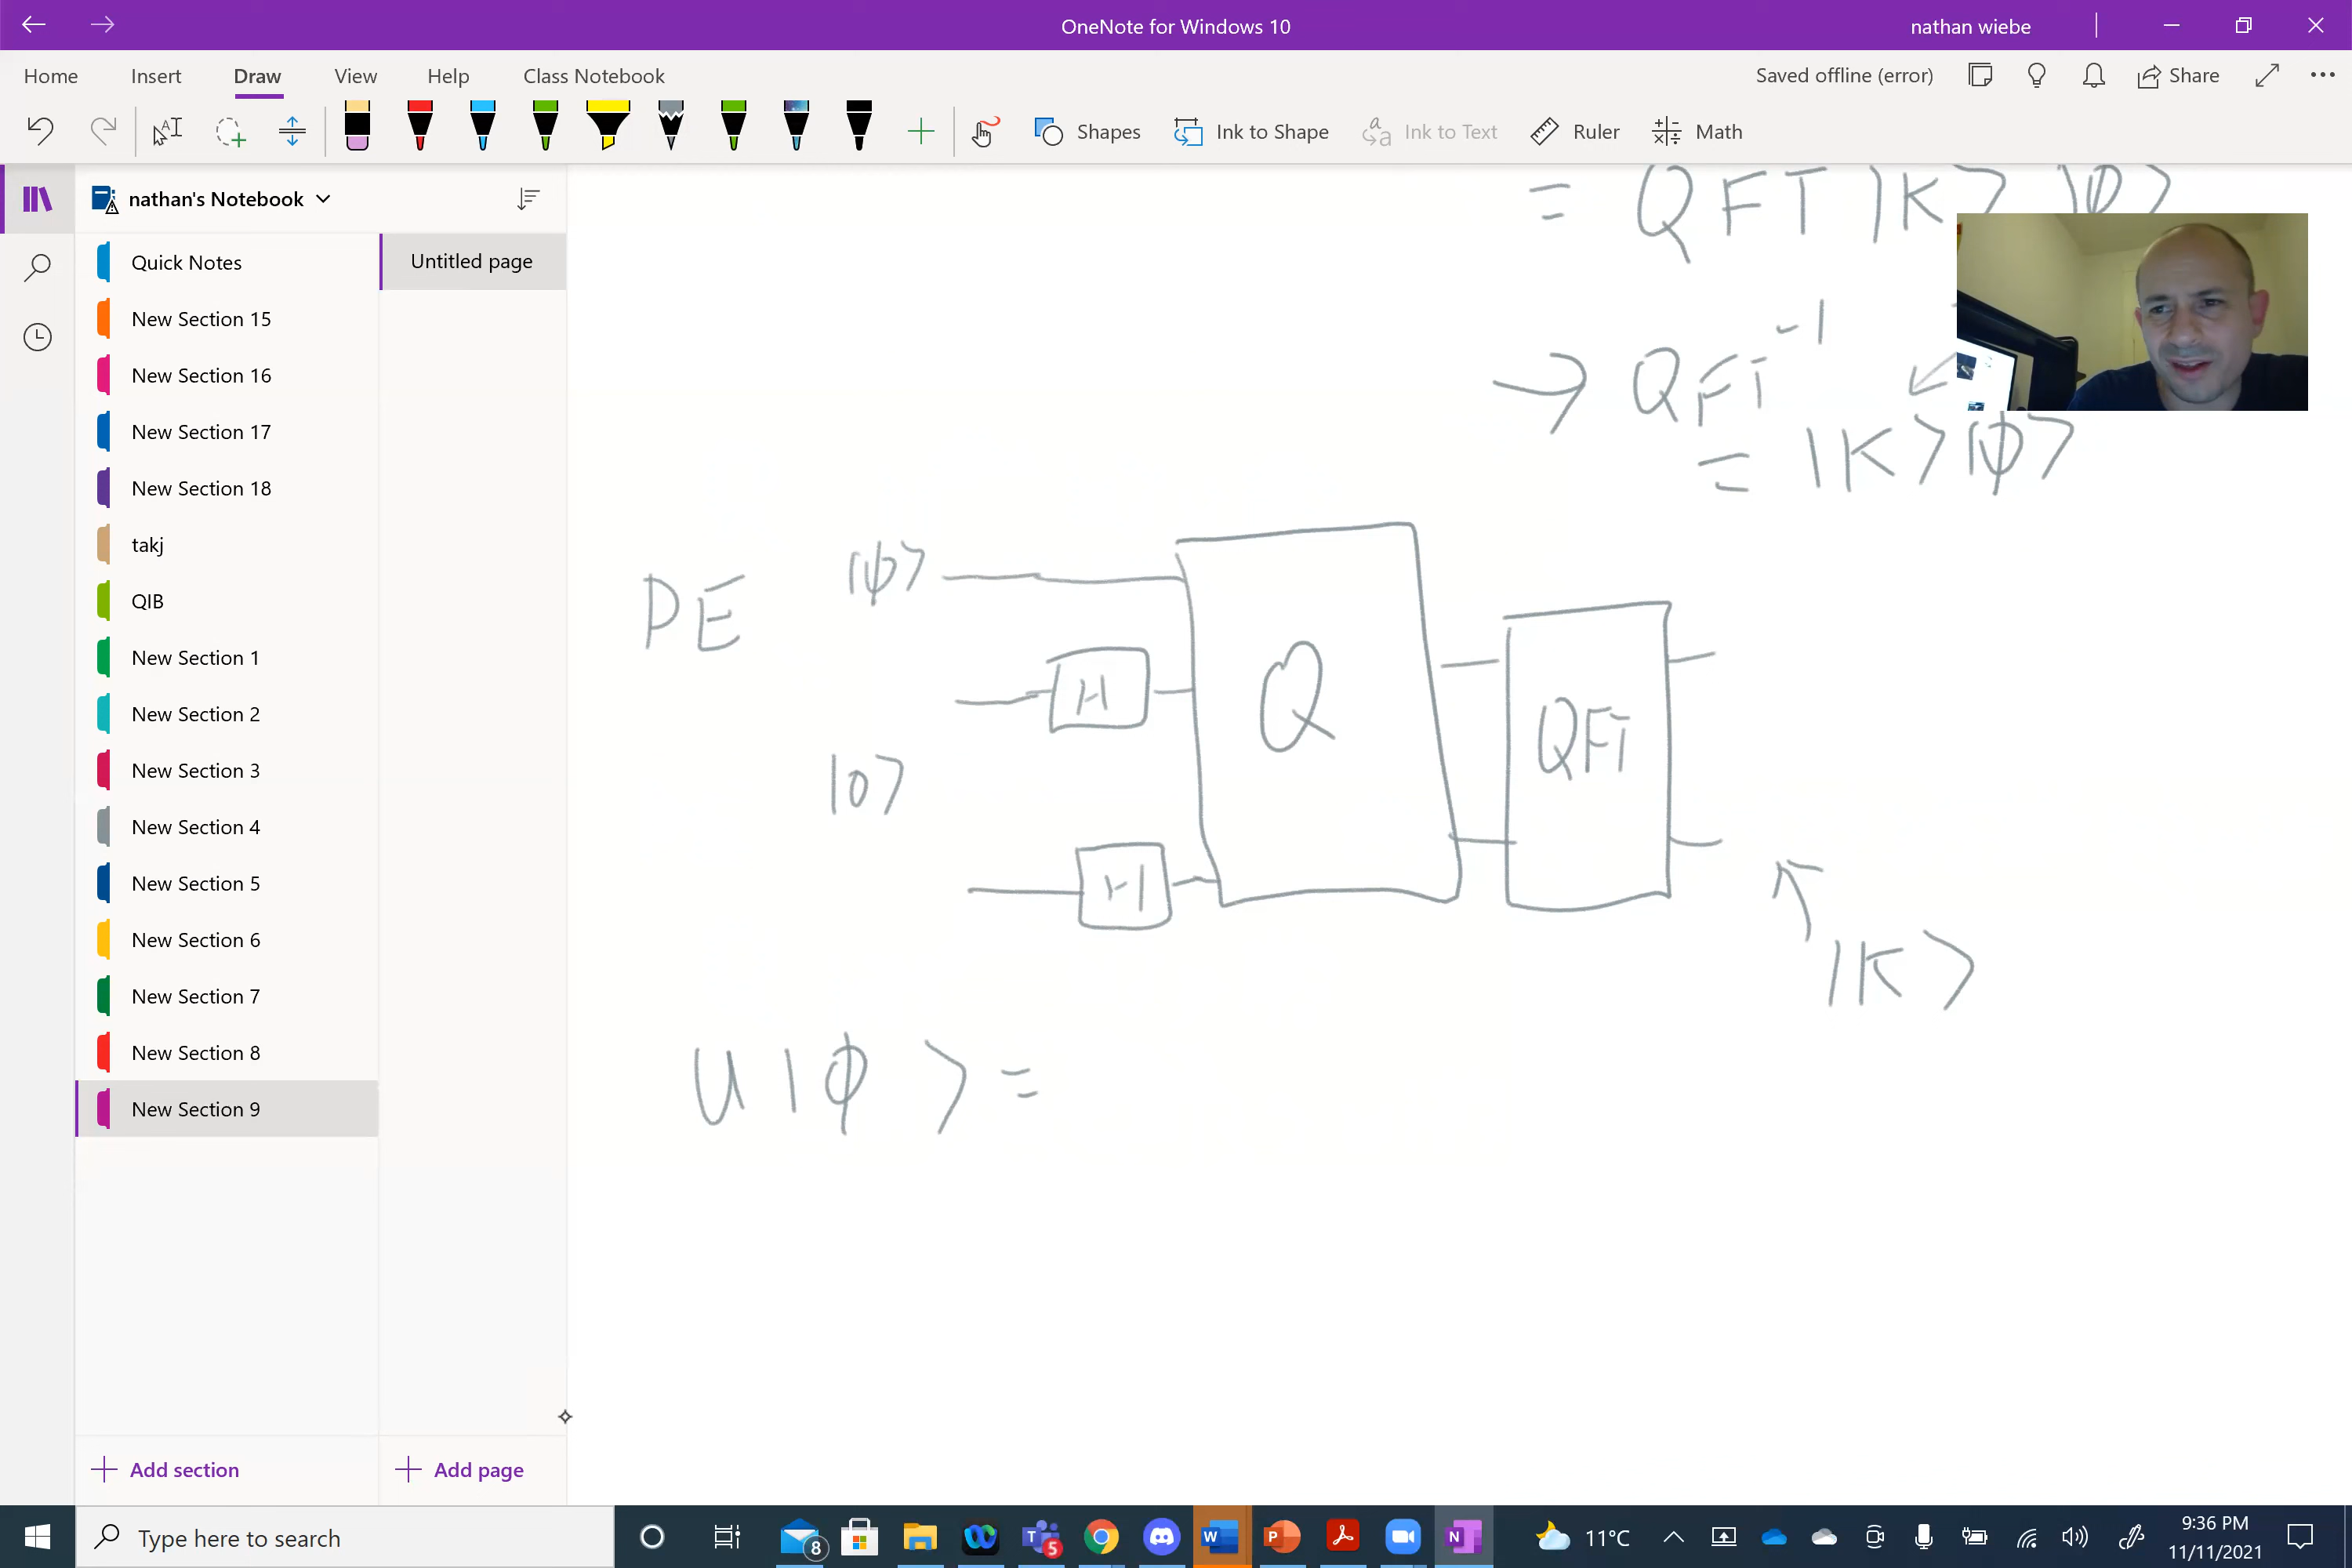 OneNote for Windows 10
nathan wiebe
Home Insert Draw View Help Class Notebook
Saved offline (error)
Share
Shapes
Ink to Shape
Ink to Text
Ruler
Math
nathan's Notebook
Quick Notes
New Section 15
New Section 16
New Section 17
New Section 18
takj
QIB
New Section 1
New Section 2
New Section 3
New Section 4
New Section 5
New Section 6
New Section 7
New Section 8
New Section 9
Add section
Untitled page
Add page
= QFT |K> |ϕ>
→ QFT⁻¹
= |K>|ϕ>
PE
|ϕ>
H
|0>
H
Q
QFT
|K>
U|ϕ> =
Type here to search
8
5
11°C
9:36 PM
11/11/2021